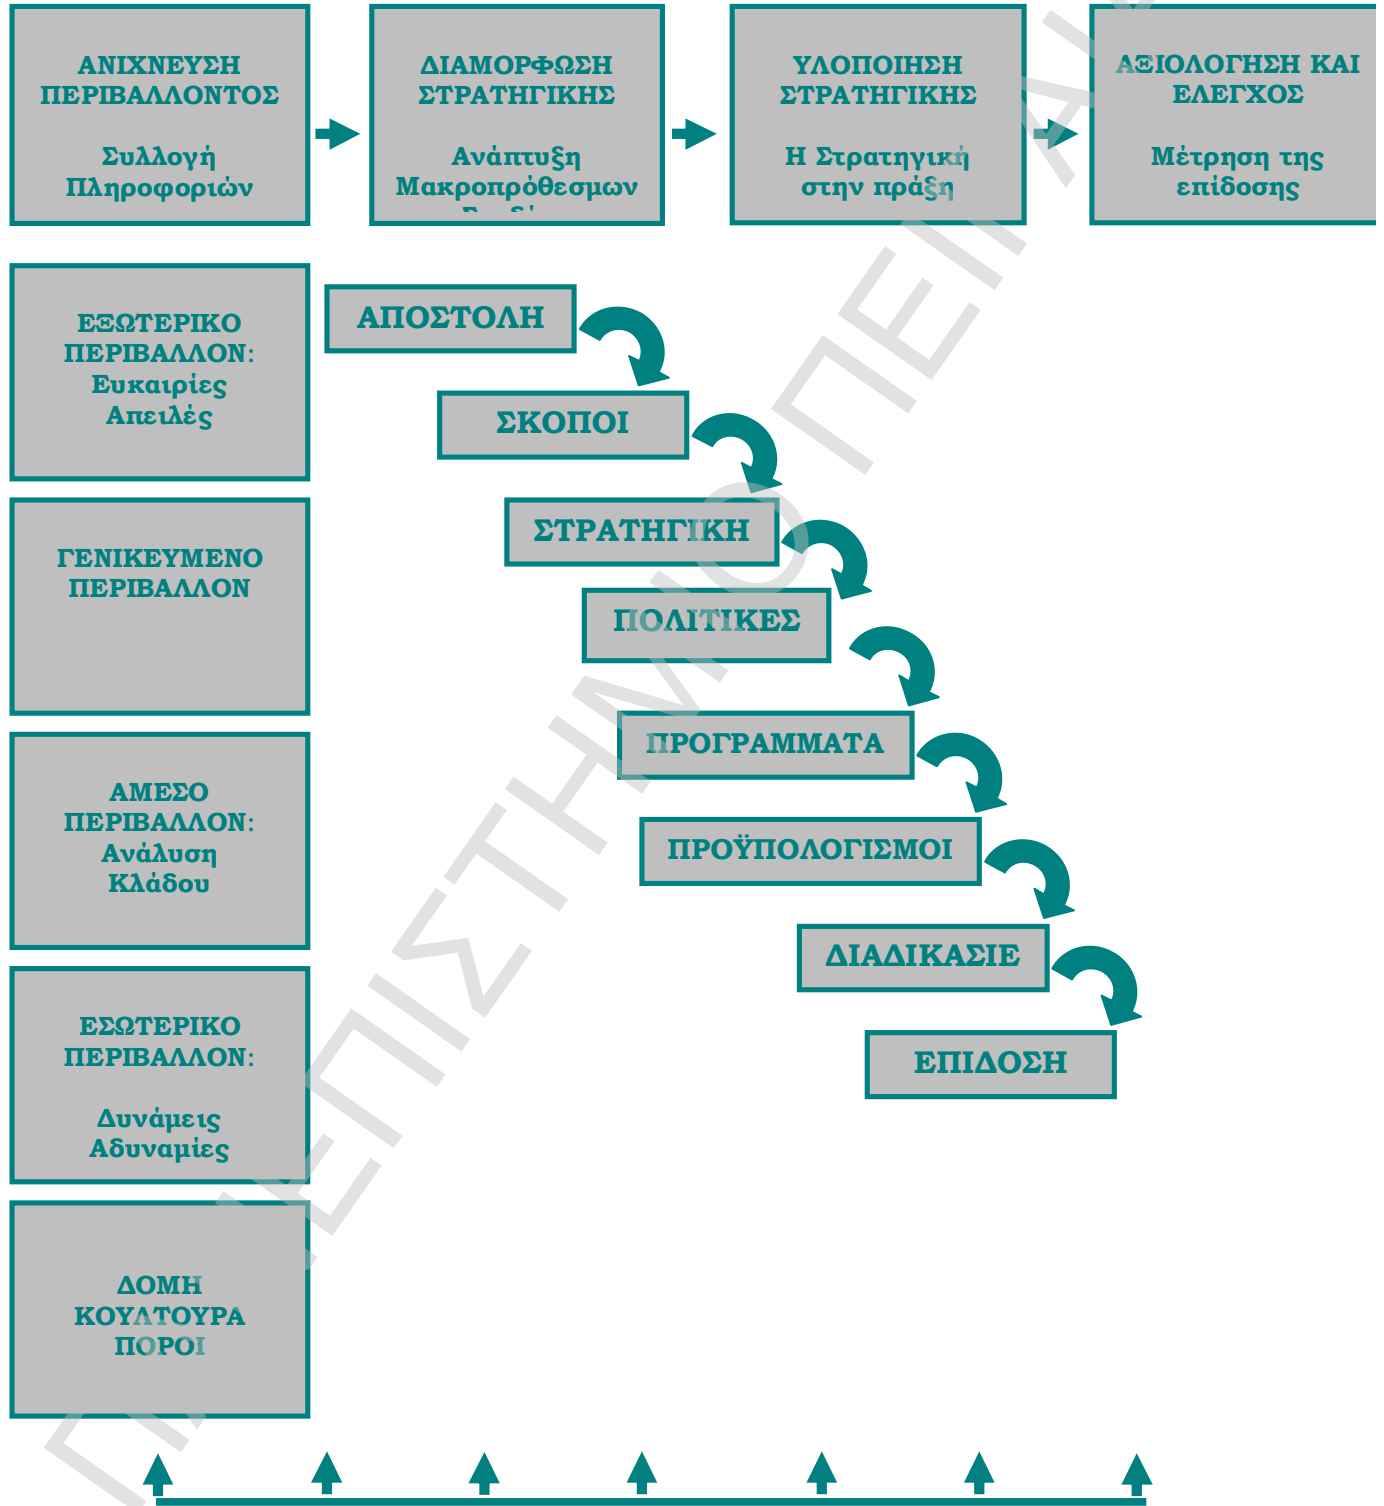 ΑΝΙΧΝΕΥΣΗ
ΠΕΡΙΒΑΛΛΟΝΤΟΣ
Συλλογή
Πληροφοριών
ΔΙΑΜΟΡΦΩΣΗ
ΣΤΡΑΤΗΓΙΚΗΣ
Ανάπτυξη
Μακροπρόθεσμων
ΥΛΟΠΟΙΗΣΗ
ΣΤΡΑΤΗΓΙΚΗΣ
Η Στρατηγική
στην πράξη
ΑΞΙΟΛΟΓΗΣΗ ΚΑΙ
ΕΛΕΓΧΟΣ
Μέτρηση της
επίδοσης
ΕΞΩΤΕΡΙΚΟ
ΠΕΡΙΒΑΛΛΟΝ:
Ευκαιρίες
Απειλές
ΓΕΝΙΚΕΥΜΕΝΟ
ΠΕΡΙΒΑΛΛΟΝ
ΑΜΕΣΟ
ΠΕΡΙΒΑΛΛΟΝ:
Ανάλυση
Κλάδου
ΕΣΩΤΕΡΙΚΟ
ΠΕΡΙΒΑΛΛΟΝ:
Δυνάμεις
Αδυναμίες
ΔΟΜΗ
ΚΟΥΛΤΟΥΡΑ
ΠΟΡΟΙ
ΑΠΟΣΤΟΛΗ
ΣΚΟΠΟΙ
ΣΤΡΑΤΗΓΙΚΗ
ΠΟΛΙΤΙΚΕΣ
ΠΡΟΓΡΑΜΜΑΤΑ
ΠΡΟΫΠΟΛΟΓΙΣΜΟΙ
ΔΙΑΔΙΚΑΣΙΕ
ΕΠΙΔΟΣΗ